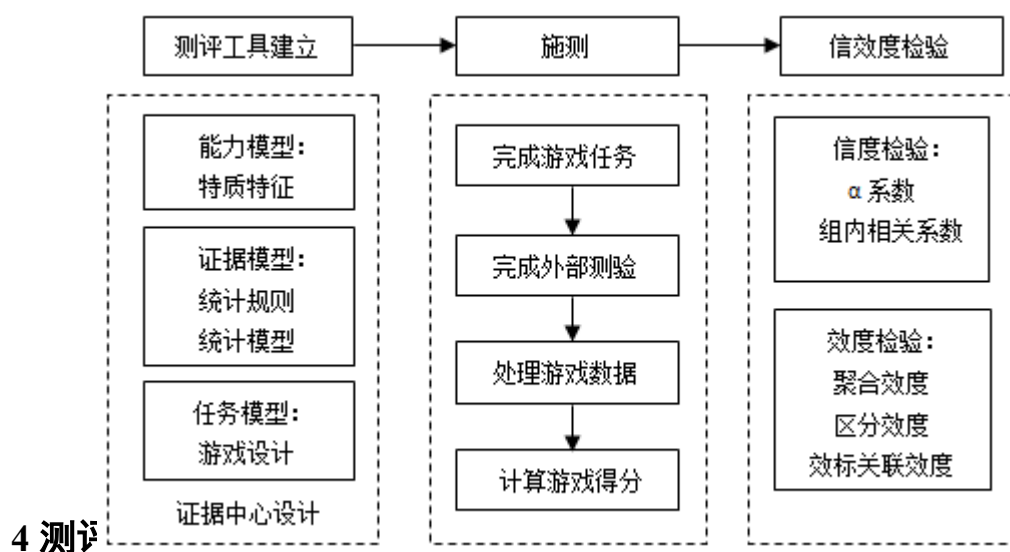 测评工具建立
施测
信效度检验
能力模型：
特质特征
证据模型：
统计规则
统计模型
任务模型：
游戏设计
证据中心设计
完成游戏任务
完成外部测验
处理游戏数据
计算游戏得分
信度检验：
α系数
组内相关系数
效度检验：
聚合效度
区分效度
效标关联效度
4 测评